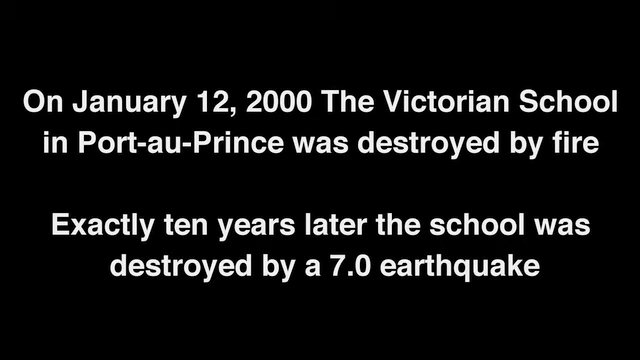 On January 12, 2000 The Victorian School
in Port-au-Prince was destroyed by fire
Exactly ten years later the school was
destroyed by a 7.0 earthquake